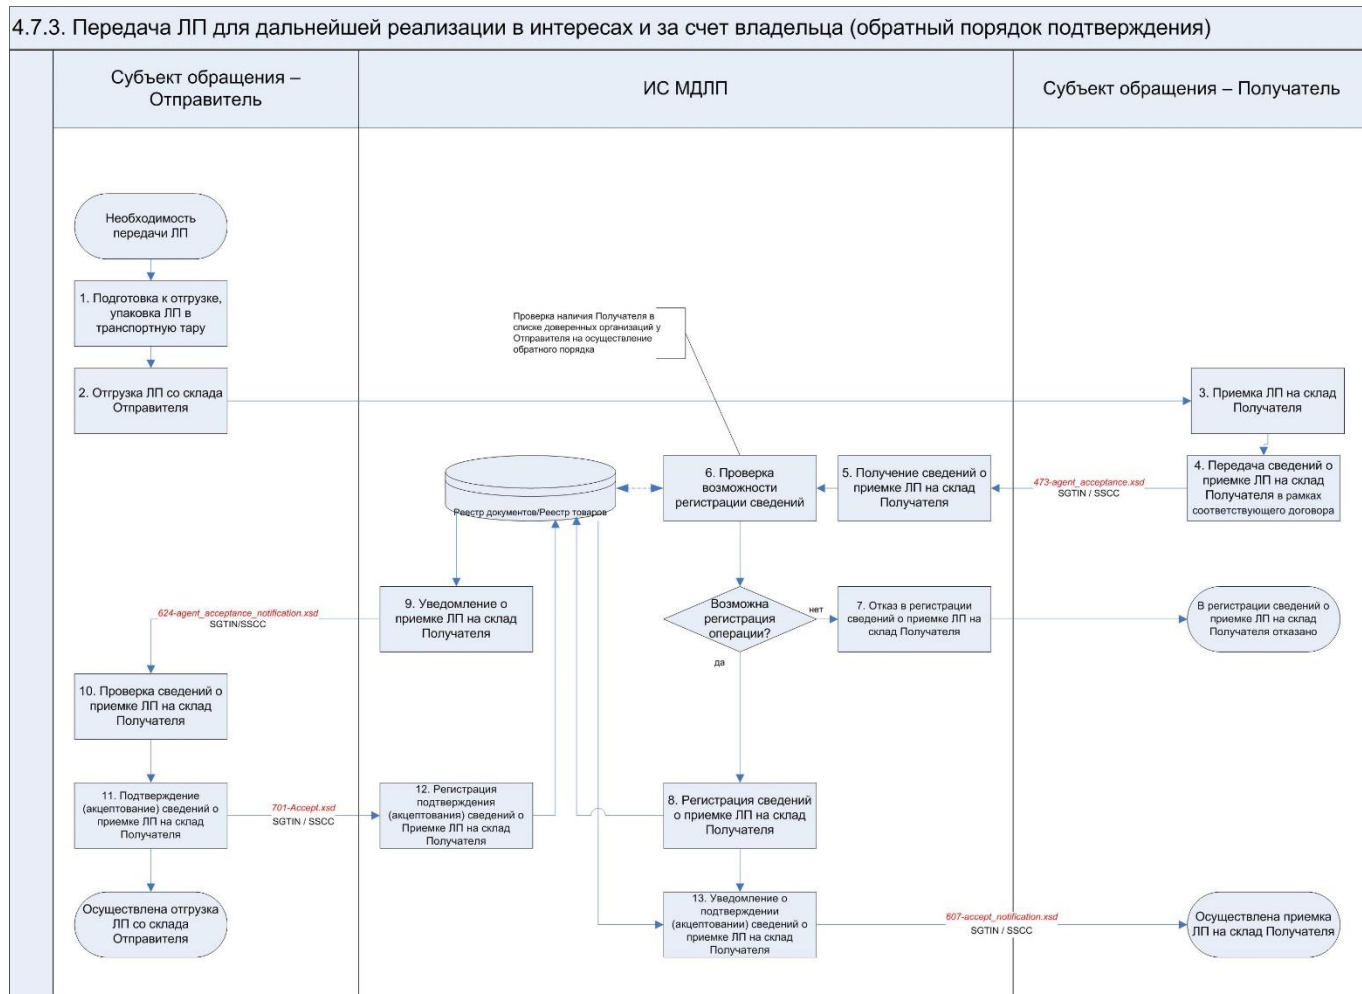 4.7.3. Передача ЛП для дальнейшей реализации в интересах и за счет владельца (обратный порядок подтверждения)
Субъект обращения –
Отправитель
ИС МДЛП
Субъект обращения – Получатель
Необходимость
передачи ЛП
1. Подготовка к отгрузке,
упаковка ЛП в
транспортную тару
Проверка наличия Получателя в
списке доверенных организаций у
Отправителя на осуществление
обратного порядка
2. Отгрузка ЛП со склада
Отправителя
3. Приемка ЛП на склад
Получателя
Реестр документов/Реестр товаров
6. Проверка
возможности
регистрации сведений
5. Получение сведений о
приемке ЛП на склад
Получателя
473-agent_acceptance.xsd
SGTIN / SSCC
4. Передача сведений о
приемке ЛП на склад
Получателя в рамках
соответствующего договора
624-agent_acceptance_notification.xsd
SGTIN/SSCC
9. Уведомление о
приемке ЛП на склад
Получателя
Возможна
регистрация
операции?
нет
да
7. Отказ в регистрации
сведений о приемке ЛП на
склад Получателя
В регистрации сведений о
приемке ЛП на склад
Получателя отказано
10. Проверка сведений о
приемке ЛП на склад
Получателя
11. Подтверждение
(акцептование) сведений о
приемке ЛП на склад
Получателя
701-Accept.xsd
SGTIN / SSCC
12. Регистрация
подтверждения
(акцептования) сведений о
Приемке ЛП на склад
Получателя
8. Регистрация сведений
о приемке ЛП на склад
Получателя
Осуществлена отгрузка
ЛП со склада
Отправителя
13. Уведомление о
подтверждении
(акцептовании) сведений о
приемке ЛП на склад
Получателя
607-accept_notification.xsd
SGTIN / SSCC
Осуществлена приемка
ЛП на склад Получателя